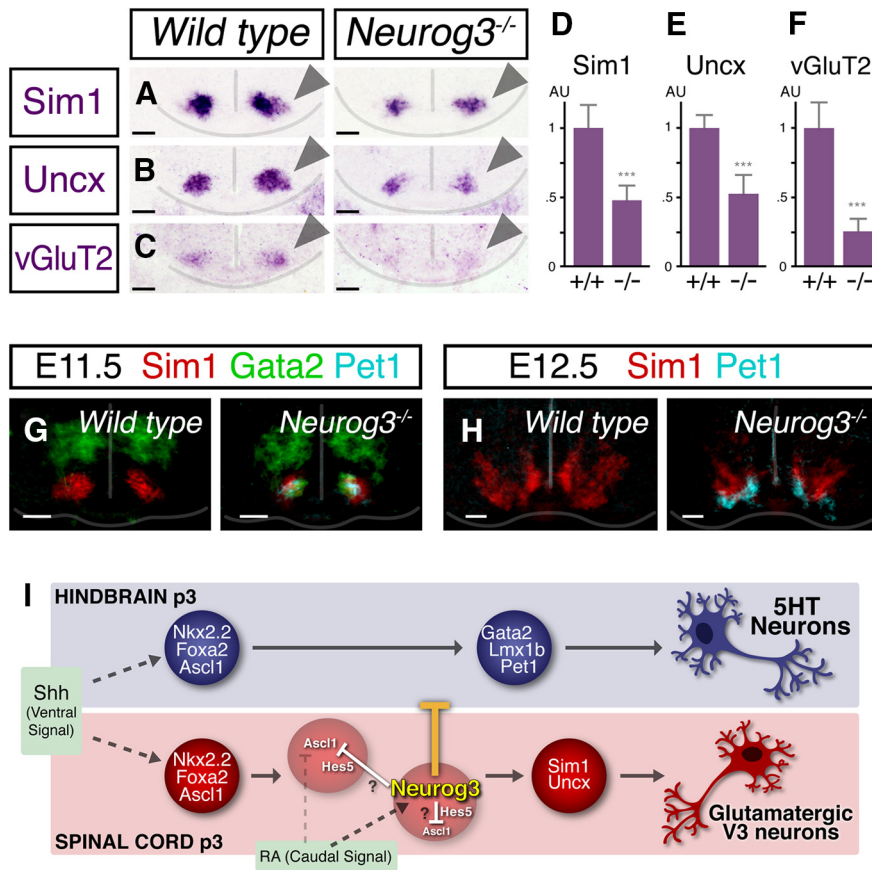 Wild type
Neurog3-/-
Sim1
A
Uncx
B
vGluT2
C
D
Sim1
AU
1
.5
0
+/+ -/-
***
E
Uncx
AU
1
.5
0
+/+ -/-
***
F
vGluT2
AU
1
.5
0
+/+ -/-
***
E11.5 Sim1 Gata2 Pet1
G
Wild type
Neurog3-/-
E12.5 Sim1 Pet1
H
Wild type
Neurog3-/-
I
HINDBRAIN p3
Nkx2.2
Foxa2
Ascl1
Gata2
Lmx1b
Pet1
5HT
Neurons
Shh
(Ventral
Signal)
Nkx2.2
Foxa2
Ascl1
Ascl1
Hes5
?
Neurog3
?
Hes5
Ascl1
Sim1
Uncx
Glutamatergic
V3 neurons
SPINAL CORD p3
RA (Caudal Signal)